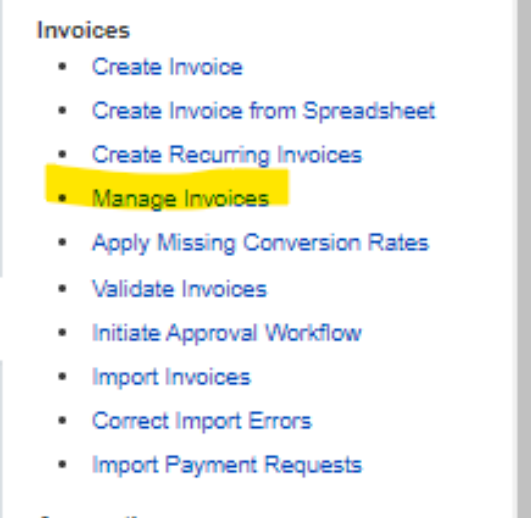 Invoices
Create Invoice
Create Invoice from Spreadsheet
Create Recurring Invoices
Manage Invoices
Apply Missing Conversion Rates
Validate Invoices
Initiate Approval Workflow
Import Invoices
Correct Import Errors
Import Payment Requests